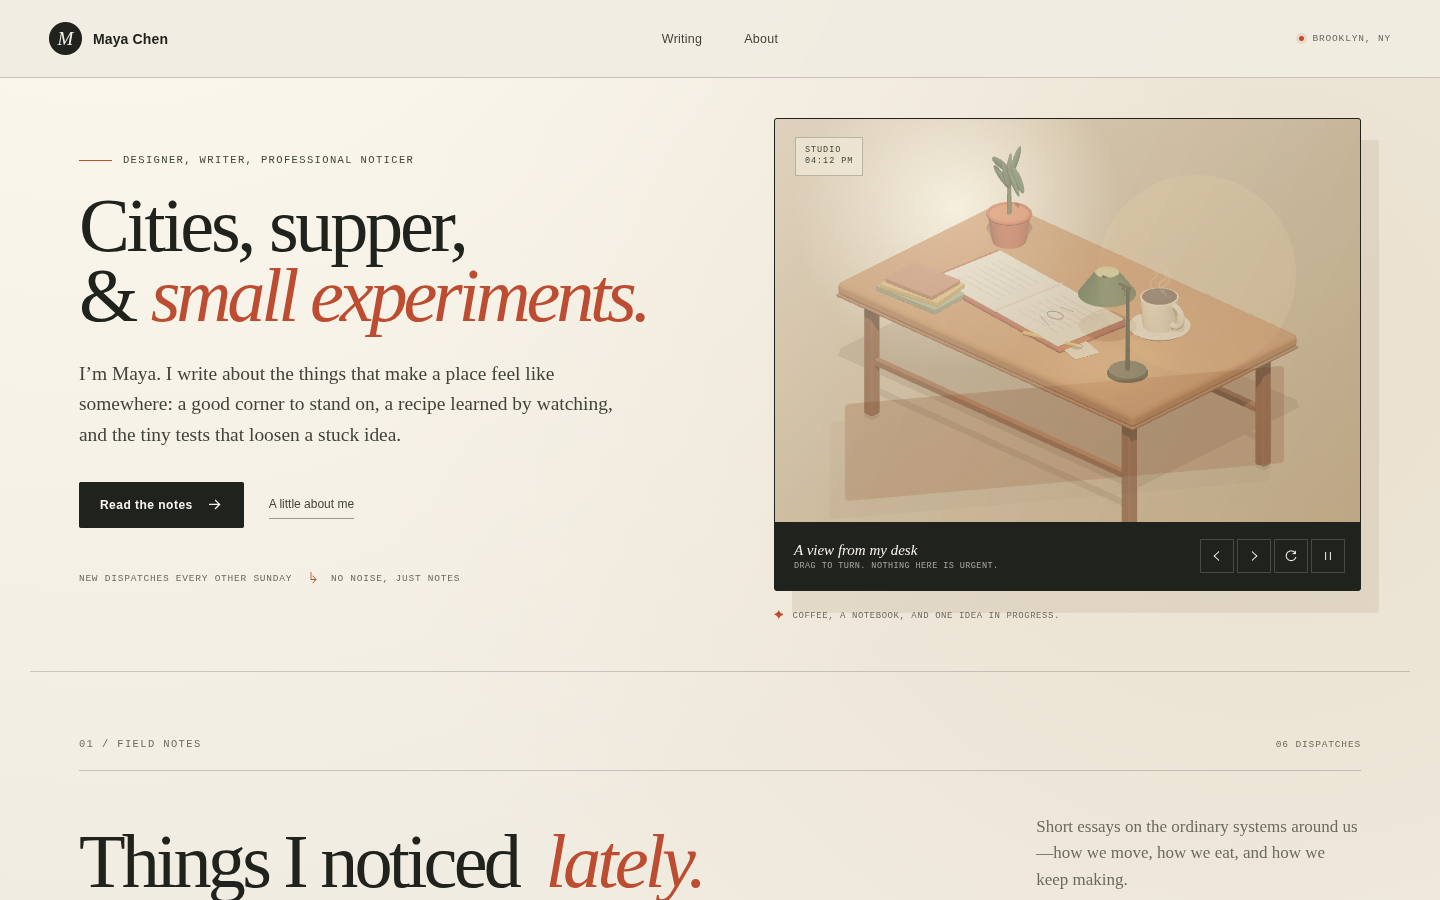 M Maya Chen
Writing
About
BROOKLYN, NY
DESIGNER, WRITER, PROFESSIONAL NOTICER
Cities, supper,
& small experiments.
I’m Maya. I write about the things that make a place feel like
somewhere: a good corner to stand on, a recipe learned by watching,
and the tiny tests that loosen a stuck idea.
Read the notes
A little about me
NEW DISPATCHES EVERY OTHER SUNDAY
NO NOISE, JUST NOTES
STUDIO
04:12 PM
A view from my desk
DRAG TO TURN. NOTHING HERE IS URGENT.
COFFEE, A NOTEBOOK, AND ONE IDEA IN PROGRESS.
01 / FIELD NOTES
06 DISPATCHES
Things I noticed lately.
Short essays on the ordinary systems around us
—how we move, how we eat, and how we
keep making.